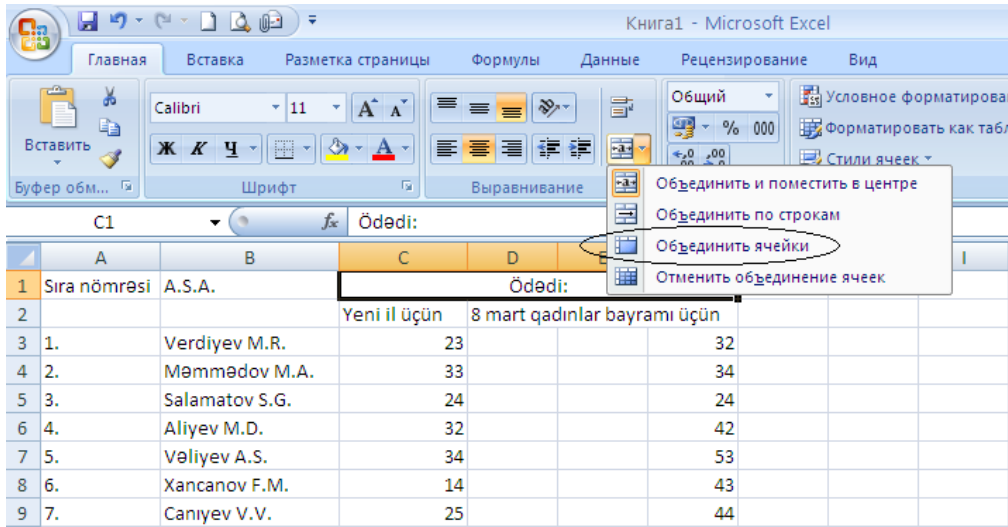 Книга1 - Microsoft Excel
Главная Вставка Разметка страницы Формулы Данные Рецензирование Вид
Calibri 11 Общий Условное форматирова
Вставить Ж К Ч % 000 Форматировать как табл
,0 ,00 Стили ячеек
Буфер обм... Шрифт Выравнивание
Объединить и поместить в центре
Объединить по строкам
Объединить ячейки
Отменить объединение ячеек
C1 fx Ödədi:
A B C D E I
1 Sıra nömrəsi A.S.A. Ödədi:
2 Yeni il üçün 8 mart qadınlar bayramı üçün
3 1. Verdiyev M.R. 23 32
4 2. Məmmədov M.A. 33 34
5 3. Salamatov S.G. 24 24
6 4. Aliyev M.D. 32 42
7 5. Vəliyev A.S. 34 53
8 6. Xancanov F.M. 14 43
9 7. Canıyev V.V. 25 44